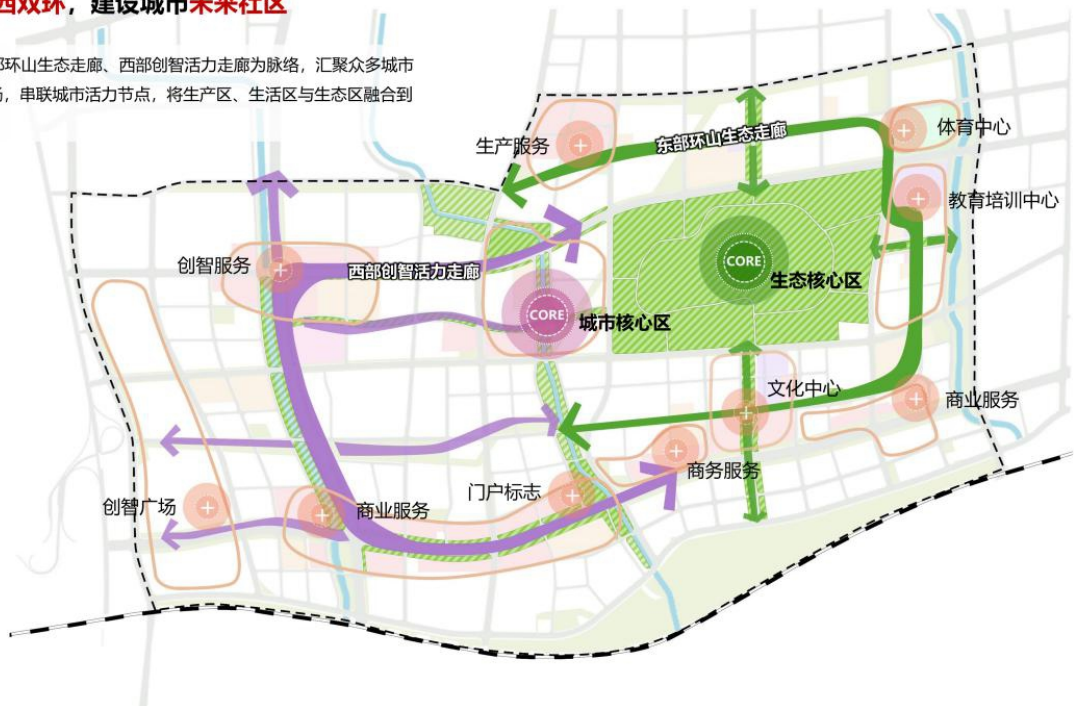 西双环，建设城市未来社区
部环山生态走廊、西部创智活力走廊为脉络，汇聚众多城市
，串联城市活力节点，将生产区、生活区与生态区融合到
体育中心
东部环山生态走廊
生产服务
教育培训中心
创智服务
西部创智活力走廊
CORE
生态核心区
CORE
城市核心区
文化中心
商业服务
商务服务
门户标志
创智广场
商业服务